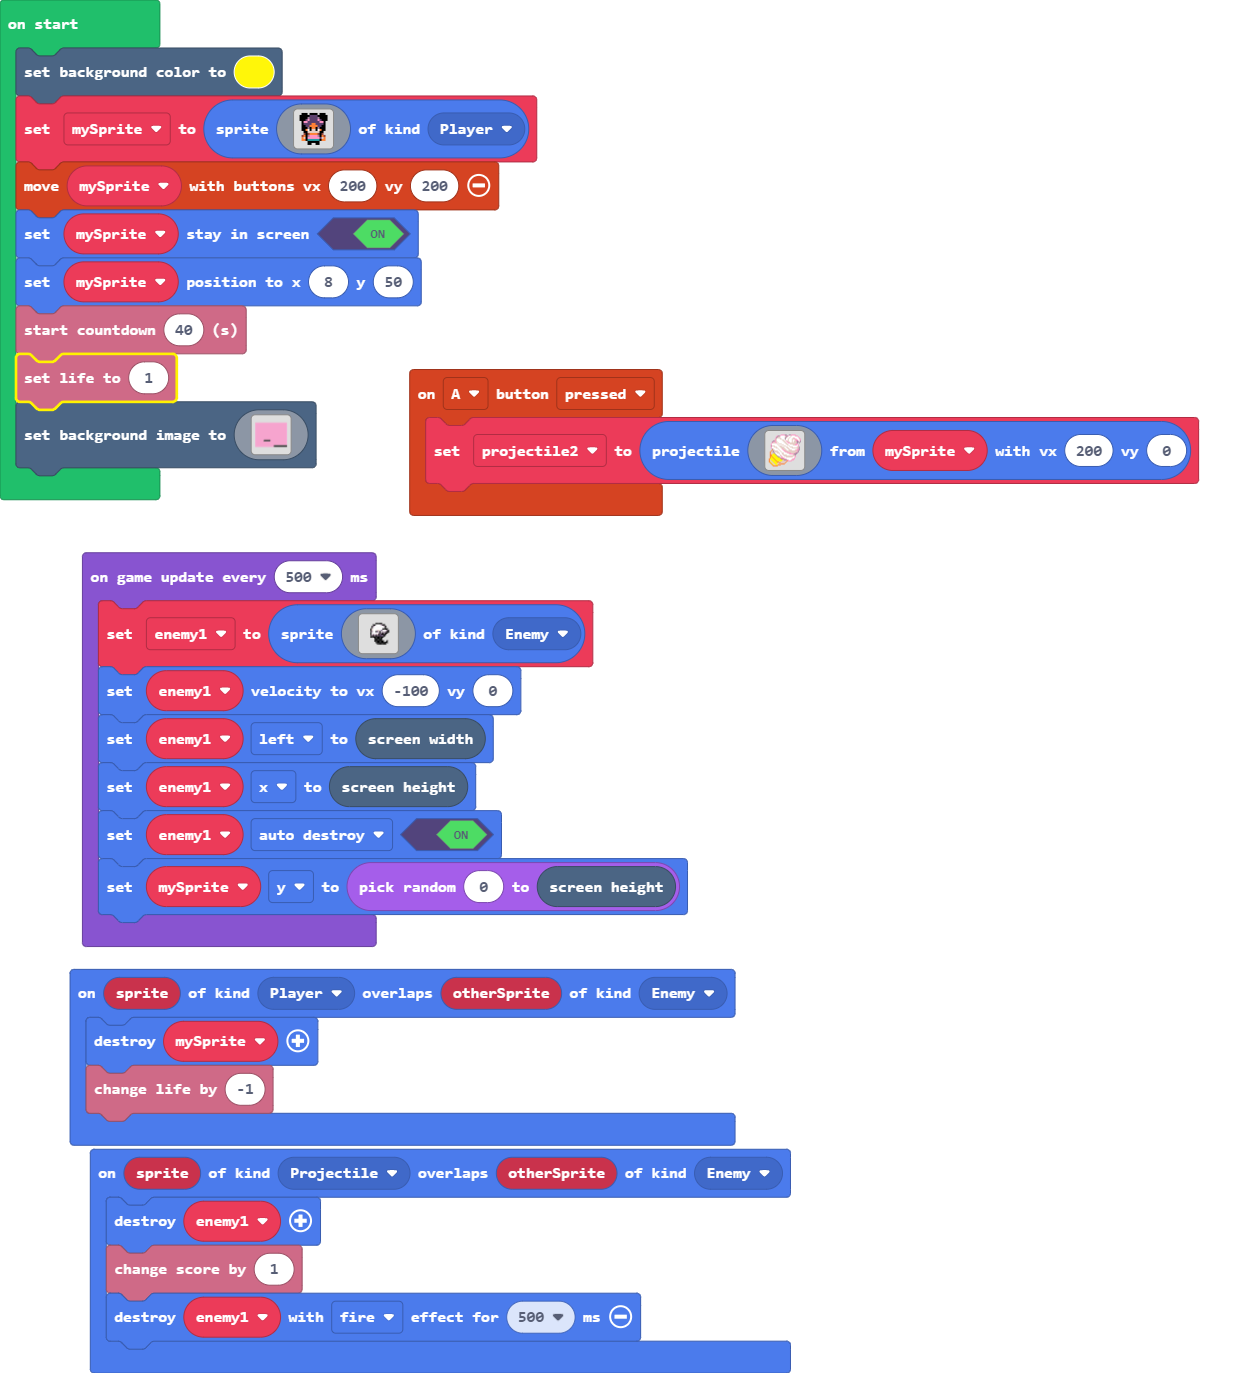 on start
set background color to
set mySprite to sprite of kind Player
move mySprite with buttons vx 200 vy 200
set mySprite stay in screen ON
set mySprite position to x 8 y 50
start countdown 40 (s)
set life to 1
set background image to
on A button pressed
set projectile2 to projectile from mySprite with vx 200 vy 0
on game update every 500 ms
set enemy1 to sprite of kind Enemy
set enemy1 velocity to vx -100 vy 0
set enemy1 left to screen width
set enemy1 x to screen height
set enemy1 auto destroy ON
set mySprite y to pick random 0 to screen height
on sprite of kind Player overlaps otherSprite of kind Enemy
destroy mySprite
change life by -1
on sprite of kind Projectile overlaps otherSprite of kind Enemy
destroy enemy1
change score by 1
destroy enemy1 with fire effect for 500 ms